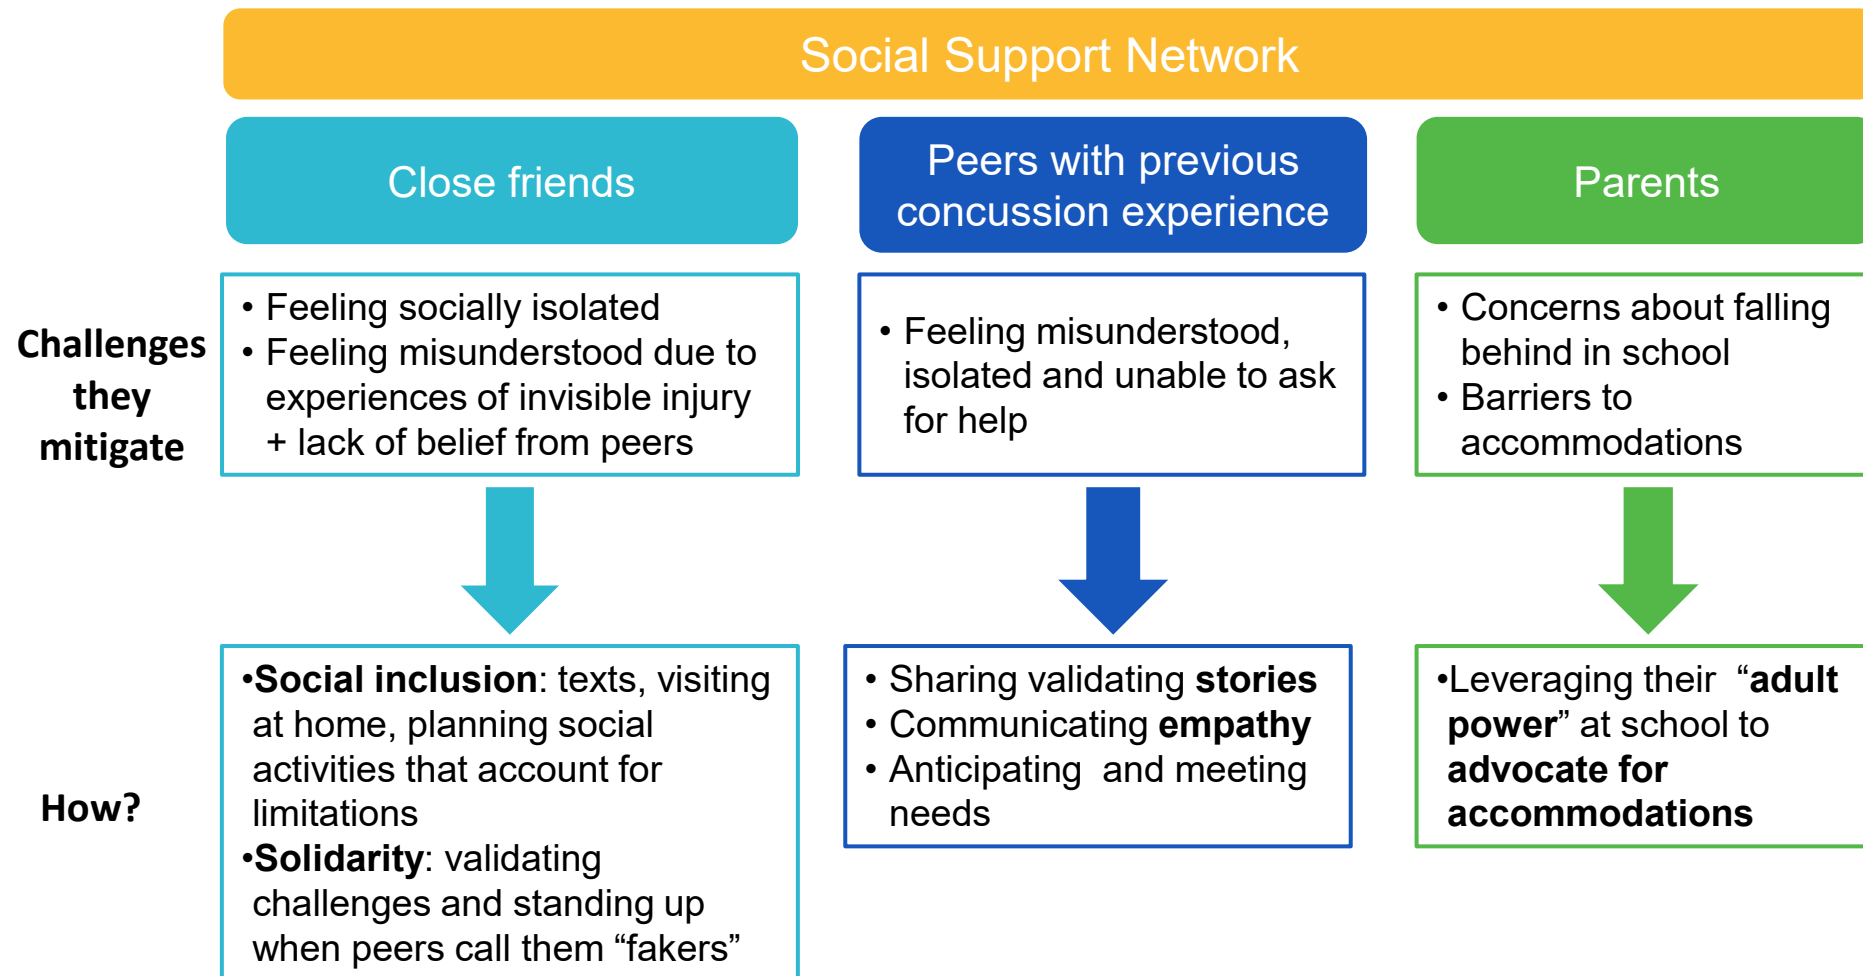 Social Support Network
Close friends
Peers with previous
concussion experience
Parents
Challenges
they
mitigate
• Feeling socially isolated
• Feeling misunderstood due to
experiences of invisible injury
+ lack of belief from peers
• Feeling misunderstood,
isolated and unable to ask
for help
• Concerns about falling
behind in school
• Barriers to
accommodations
How?
•Social inclusion: texts, visiting
at home, planning social
activities that account for
limitations
•Solidarity: validating
challenges and standing up
when peers call them “fakers”
• Sharing validating stories
• Communicating empathy
• Anticipating  and meeting
needs
•Leveraging their  “adult
power” at school to
advocate for
accommodations